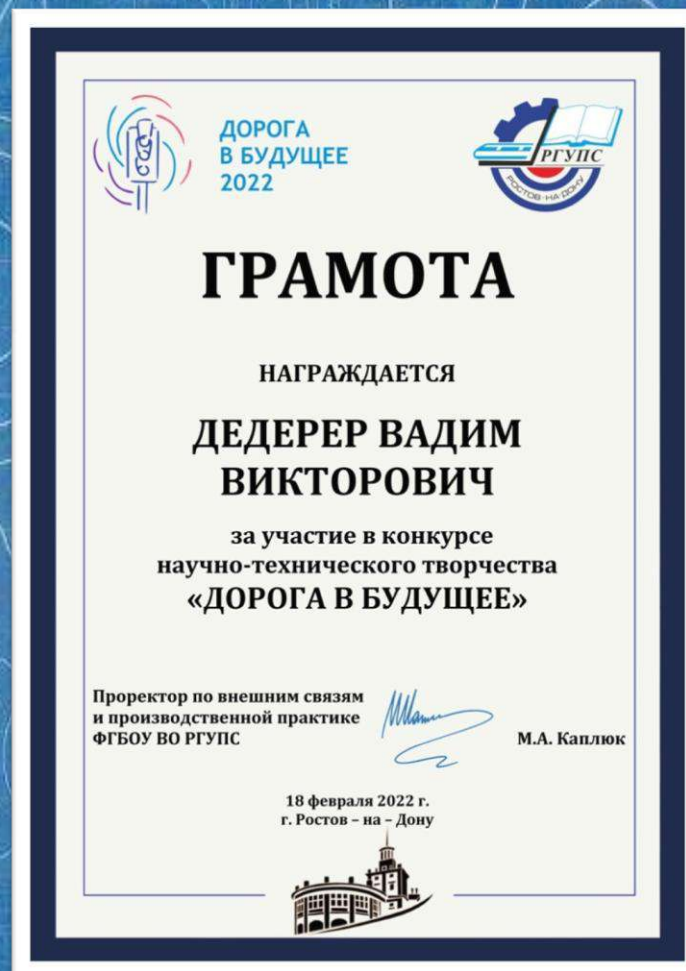 ДОРОГА
В БУДУЩЕЕ
2022
РГУПС
РОСТОВ-НА-ДОНУ
ГРАМОТА
НАГРАЖДАЕТСЯ
ДЕДЕРЕР ВАДИМ
ВИКТОРОВИЧ
за участие в конкурсе
научно-технического творчества
«ДОРОГА В БУДУЩЕЕ»
Проректор по внешним связям
и производственной практике
ФГБОУ ВО РГУПС
М.А. Каплюк
18 февраля 2022 г.
г. Ростов – на – Дону